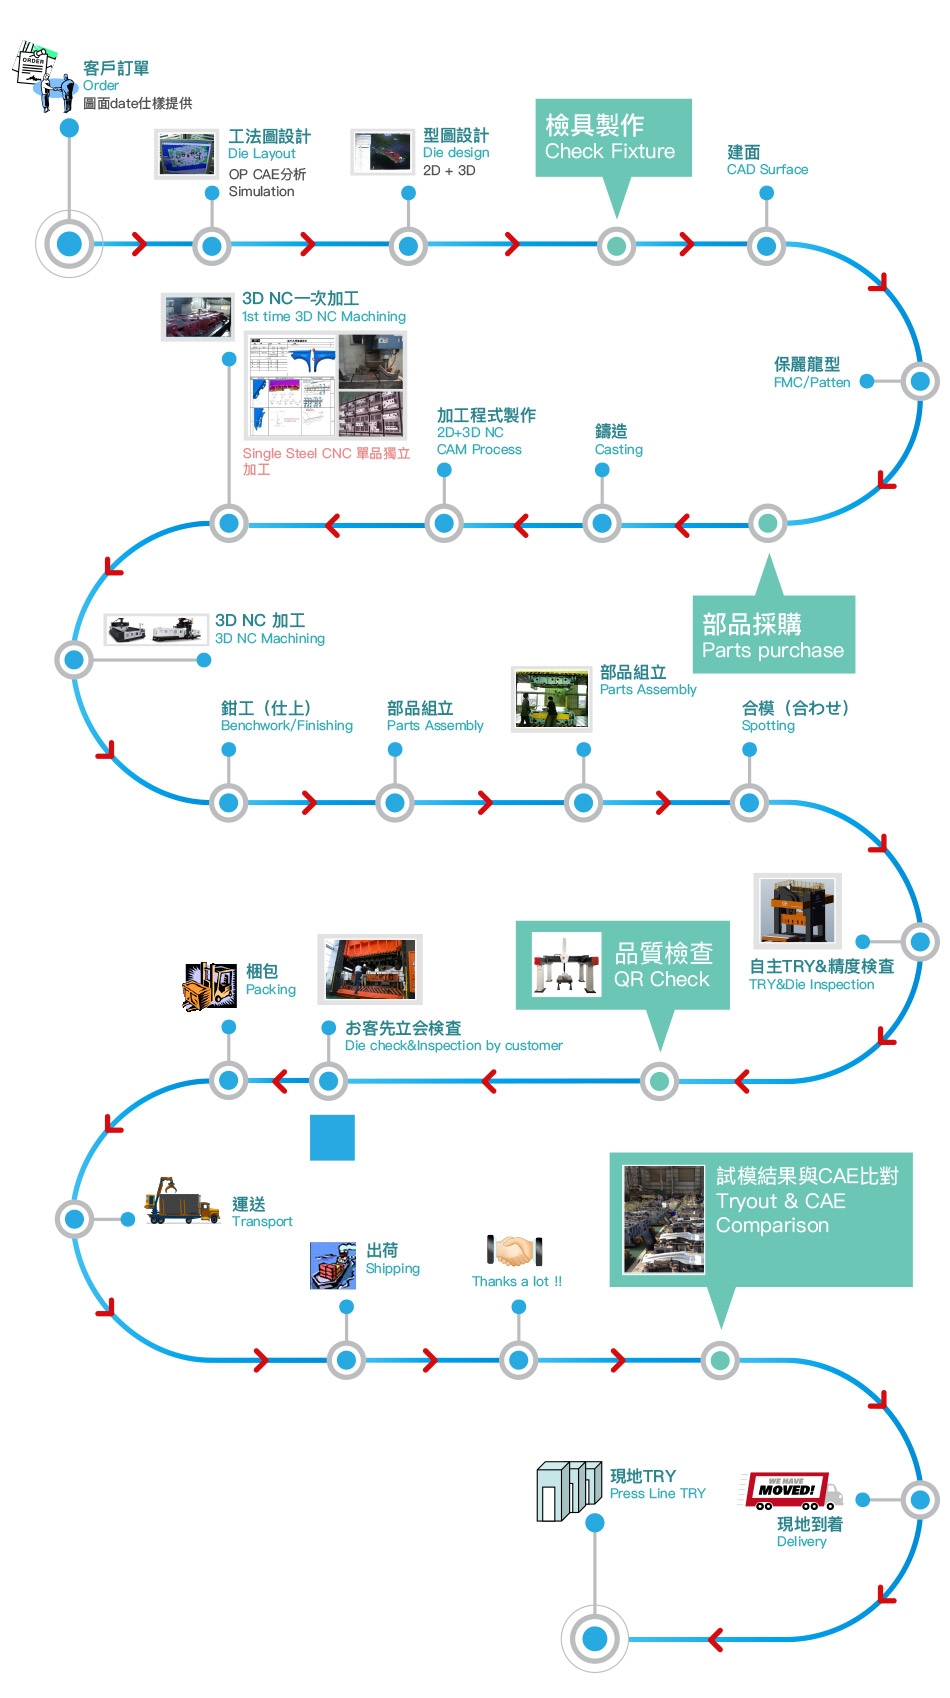 ORDER
客戶訂單
Order
圖面date仕樣提供
工法圖設計
Die Layout
OP CAE分析
Simulation
型圖設計
Die design
2D + 3D
檢具製作
Check Fixture
建面
CAD Surface
保麗龍型
FMC/Patten
部品採購
Parts purchase
鑄造
Casting
加工程式製作
2D+3D NC
CAM Process
3D NC一次加工
1st time 3D NC Machining
Single Steel CNC 單品獨立
加工
3D NC 加工
3D NC Machining
鉗工（仕上）
Benchwork/Finishing
部品組立
Parts Assembly
部品組立
Parts Assembly
合模（合わせ）
Spotting
自主TRY&精度検査
TRY&Die Inspection
品質檢查
QR Check
お客先立会検査
Die check&Inspection by customer
梱包
Packing
運送
Transport
出荷
Shipping
Thanks a lot !!
試模結果與CAE比對
Tryout & CAE
Comparison
WE HAVE
MOVED!
現地到着
Delivery
現地TRY
Press Line TRY